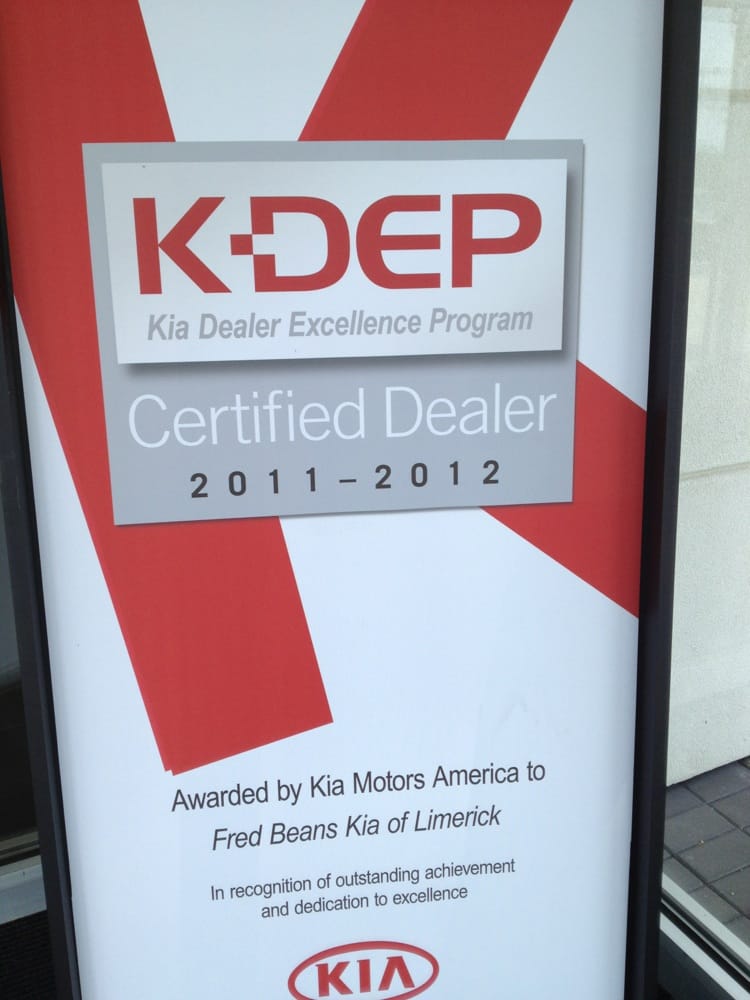 K-DEP
Kia Dealer Excellence Program
Certified Dealer
2011-2012
Awarded by Kia Motors America to
Fred Beans Kia of Limerick
In recognition of outstanding achievement
and dedication to excellence
KIA